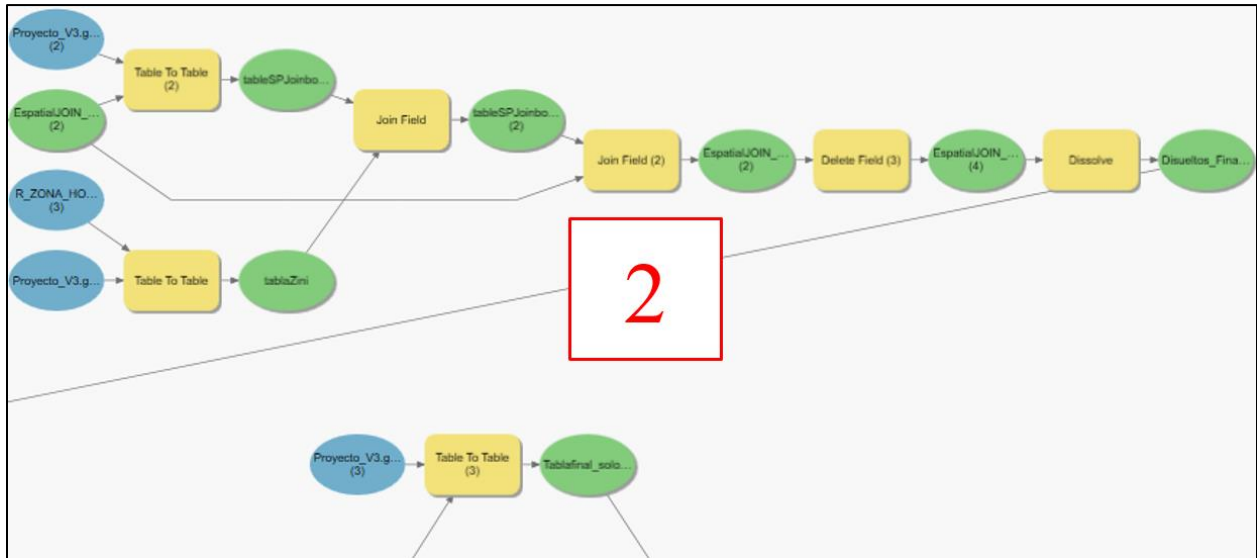 Proyecto_V3.g...
(2)
Table To Table
(2)
tableSPJoinbo...
EspatialJOIN_...
(2)
Join Field
tableSPJoinbo...
(2)
Join Field (2)
EspatialJOIN_...
(2)
Delete Field (3)
EspatialJOIN_...
(4)
Dissolve
Disueltos_Fina...
R_ZONA_HO...
(3)
Proyecto_V3.g...
Table To Table
tablaZini
2
Proyecto_V3.g...
(3)
Table To Table
(3)
Tablafinal_solo...